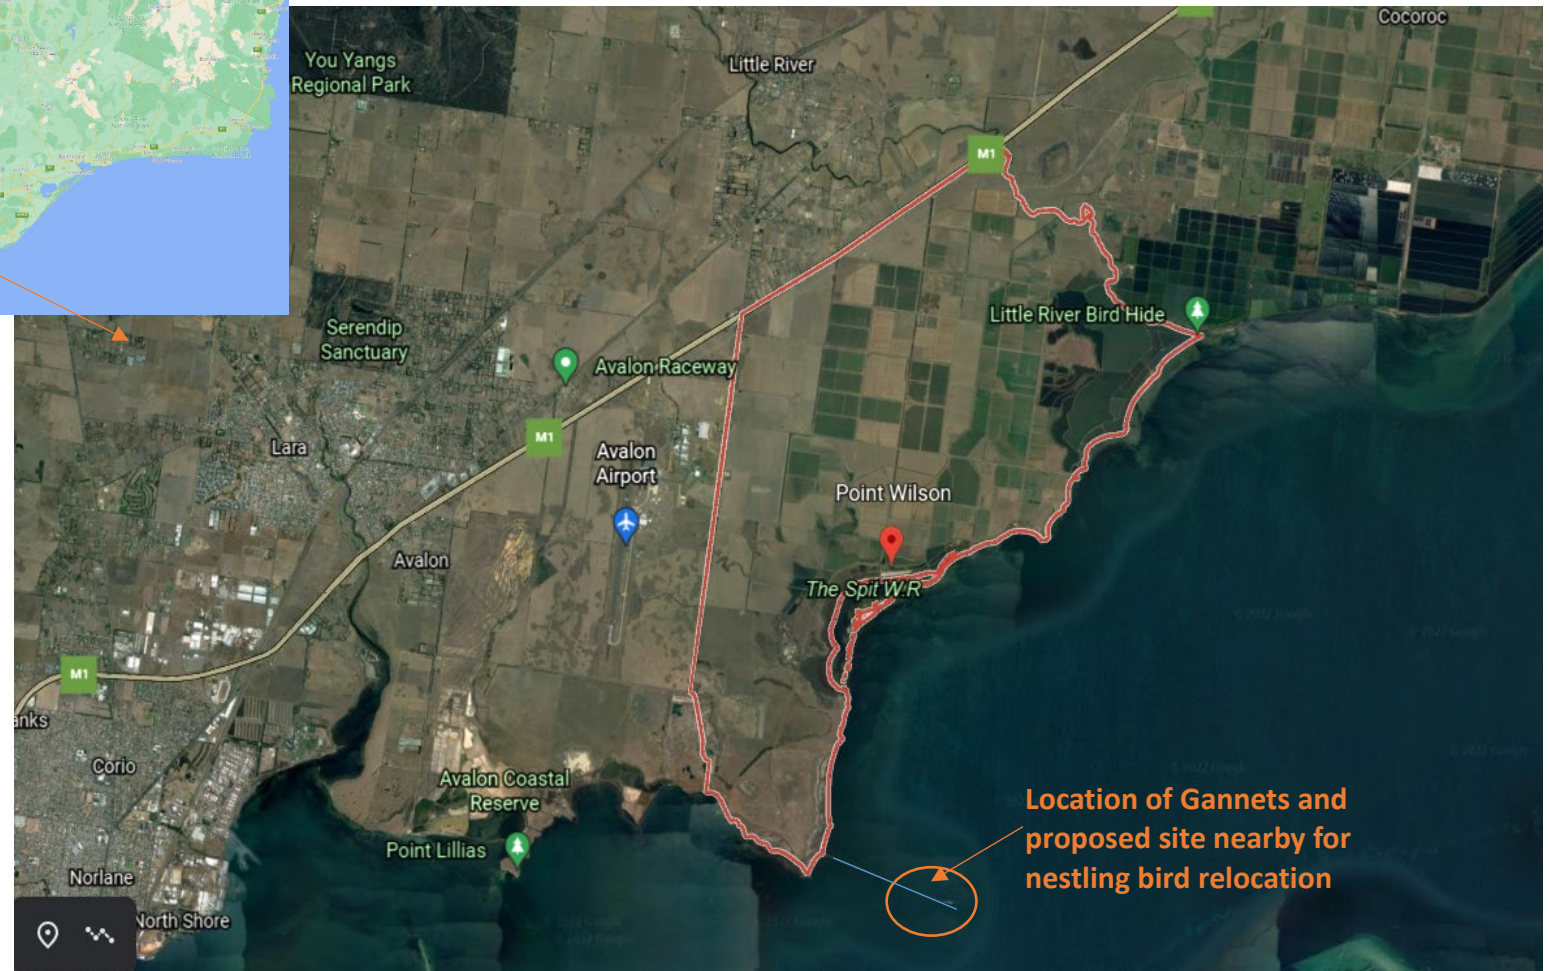 Cocoroc
You Yangs
Regional Park
Little River
M1
Little River Bird Hide
Serendip
Sanctuary
Avalon Raceway
M1
Lara
Avalon
Airport
Point Wilson
Avalon
The Spit W.R
M1
anks
Corio
Avalon Coastal
Reserve
Location of Gannets and
proposed site nearby for
nestling bird relocation
Point Lillias
Norlane
North Shore